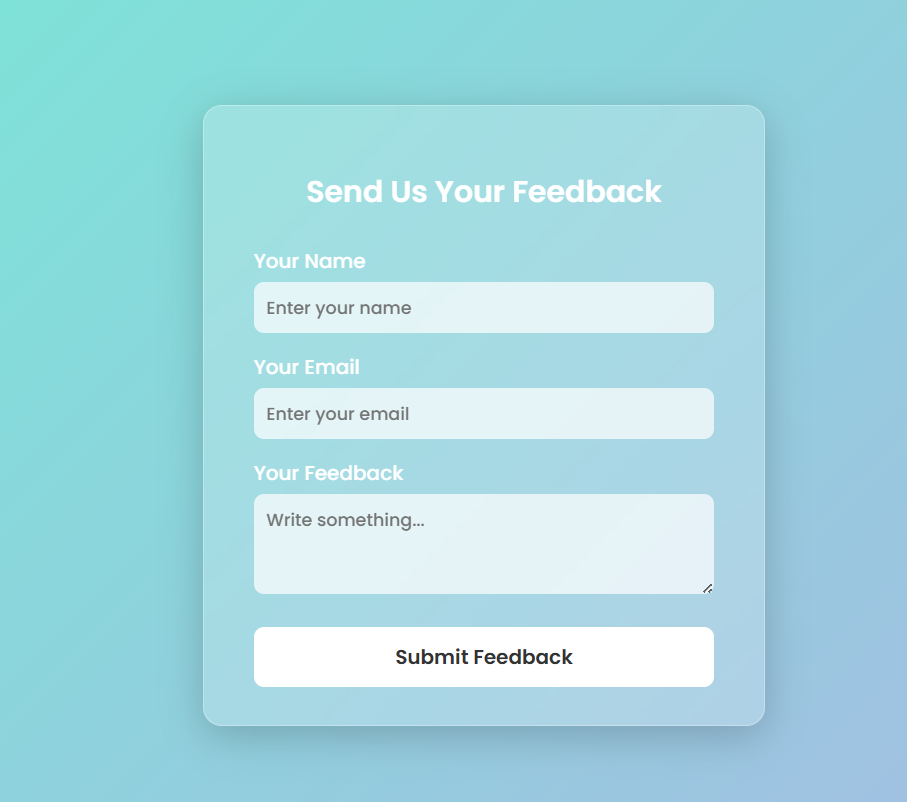 Send Us Your Feedback
Your Name
Enter your name
Your Email
Enter your email
Your Feedback
Write something...
Submit Feedback